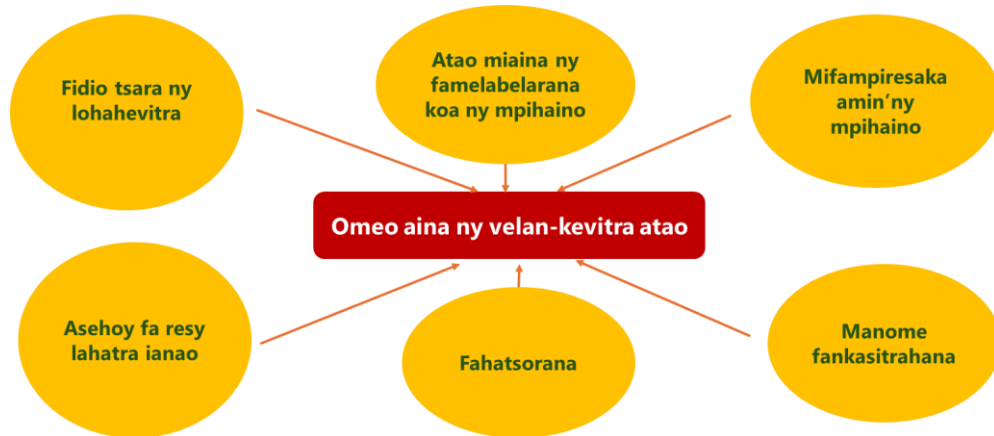 Fidio tsara ny
lohahevitra
Atao miaina ny
famelabelarana
koa ny mpihaino
Mifampiresaka
amin’ny
mpihaino
Omeo aina ny velan-kevitra atao
Asehoy fa resy
lahatra ianao
Fahatsorana
Manome
fankasitrahana